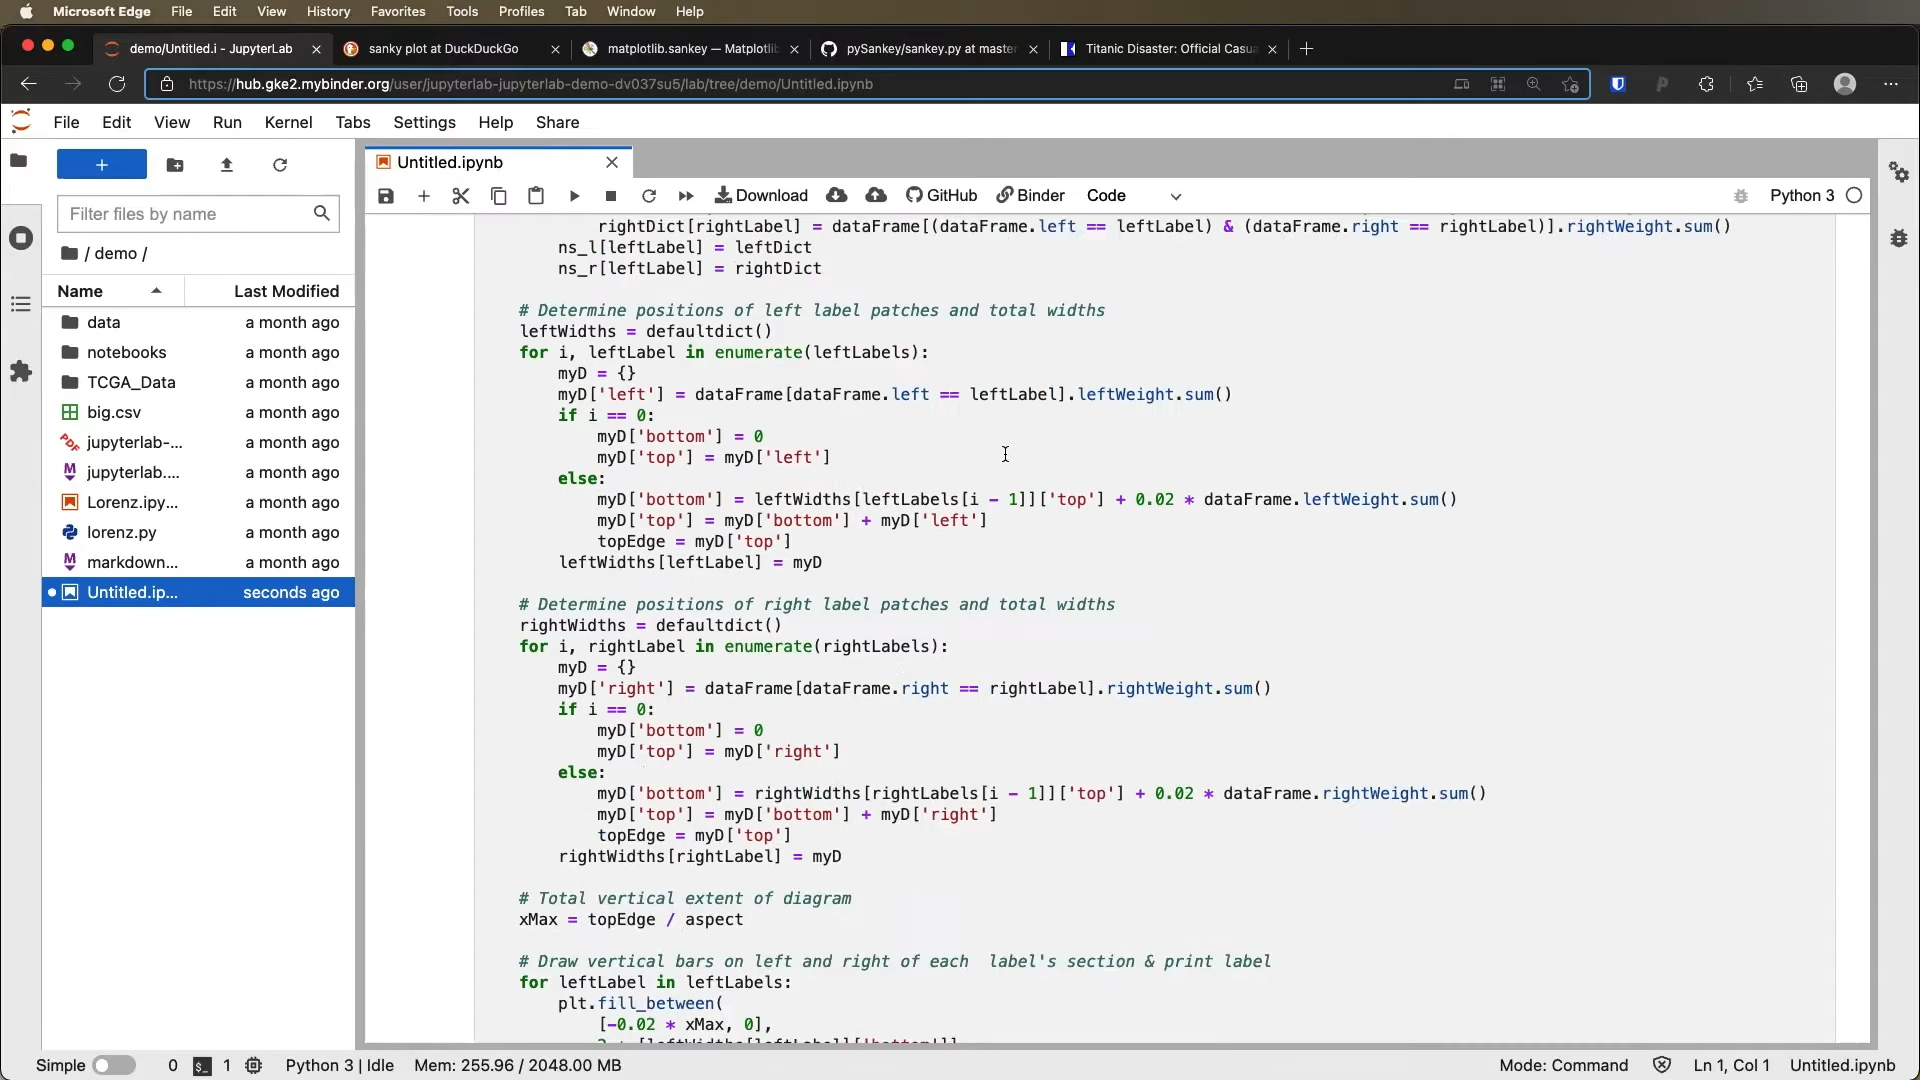 Microsoft Edge File Edit View History Favorites Tools Profiles Tab Window Help
demo/Untitled.i - JupyterLab
sanky plot at DuckDuckGo
matplotlib.sankey — Matplotlib
pySankey/sankey.py at master
Titanic Disaster: Official Casua
https://hub.gke2.mybinder.org/user/jupyterlab-jupyterlab-demo-dv037su5/lab/tree/demo/Untitled.ipynb
File Edit View Run Kernel Tabs Settings Help Share
Untitled.ipynb
Download GitHub Binder Code Python 3
Filter files by name
/ demo /
Name Last Modified
data a month ago
notebooks a month ago
TCGA_Data a month ago
big.csv a month ago
jupyterlab-... a month ago
jupyterlab.... a month ago
Lorenz.ipy... a month ago
lorenz.py a month ago
markdown... a month ago
Untitled.ip... seconds ago
rightDict[rightLabel] = dataFrame[(dataFrame.left == leftLabel) & (dataFrame.right == rightLabel)].rightWeight.sum()
ns_l[leftLabel] = leftDict
ns_r[leftLabel] = rightDict
# Determine positions of left label patches and total widths
leftWidths = defaultdict()
for i, leftLabel in enumerate(leftLabels):
myD = {}
myD['left'] = dataFrame[dataFrame.left == leftLabel].leftWeight.sum()
if i == 0:
myD['bottom'] = 0
myD['top'] = myD['left']
else:
myD['bottom'] = leftWidths[leftLabels[i - 1]]['top'] + 0.02 * dataFrame.leftWeight.sum()
myD['top'] = myD['bottom'] + myD['left']
topEdge = myD['top']
leftWidths[leftLabel] = myD
# Determine positions of right label patches and total widths
rightWidths = defaultdict()
for i, rightLabel in enumerate(rightLabels):
myD = {}
myD['right'] = dataFrame[dataFrame.right == rightLabel].rightWeight.sum()
if i == 0:
myD['bottom'] = 0
myD['top'] = myD['right']
else:
myD['bottom'] = rightWidths[rightLabels[i - 1]]['top'] + 0.02 * dataFrame.rightWeight.sum()
myD['top'] = myD['bottom'] + myD['right']
topEdge = myD['top']
rightWidths[rightLabel] = myD
# Total vertical extent of diagram
xMax = topEdge / aspect
# Draw vertical bars on left and right of each  label's section & print label
for leftLabel in leftLabels:
plt.fill_between(
[-0.02 * xMax, 0],
Simple 0 1 Python 3 | Idle Mem: 255.96 / 2048.00 MB Mode: Command Ln 1, Col 1 Untitled.ipynb